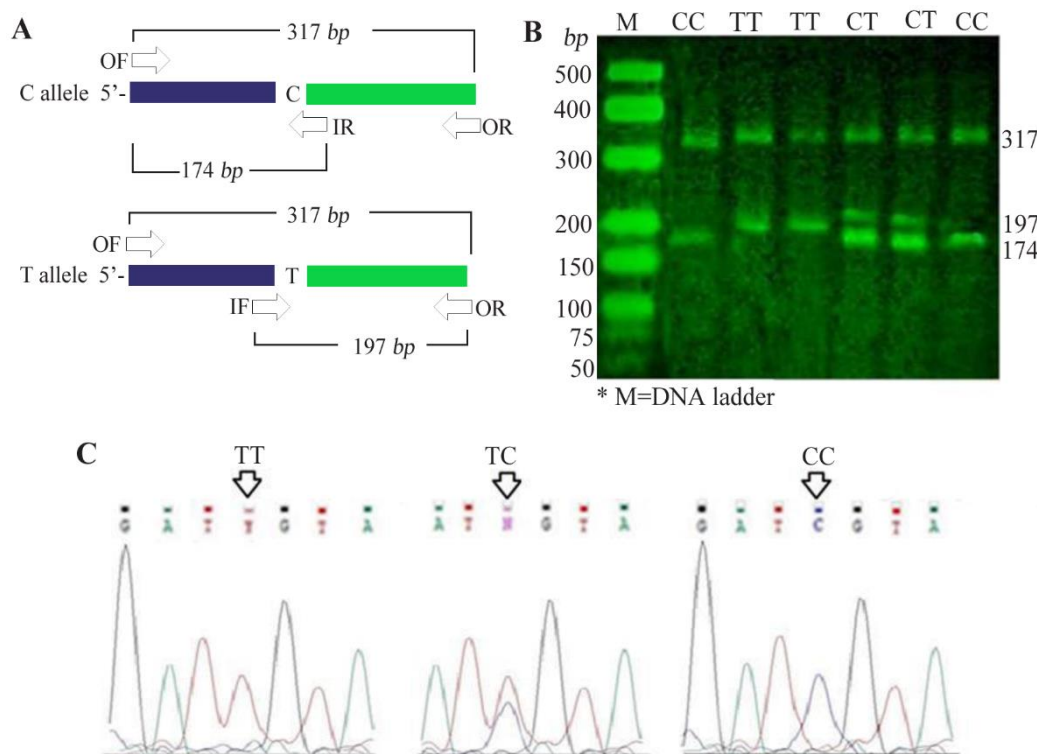 A
317 bp
OF
C allele 5'-
C
IR
OR
174 bp
317 bp
OF
T allele 5'-
T
IF
OR
197 bp
B
M CC TT TT CT CT CC
bp
500
400
300
200
150
100
75
50
317
197
174
* M=DNA ladder
C
TT TC CC
G A T T G T A
A T N G T A
G A T C G T A